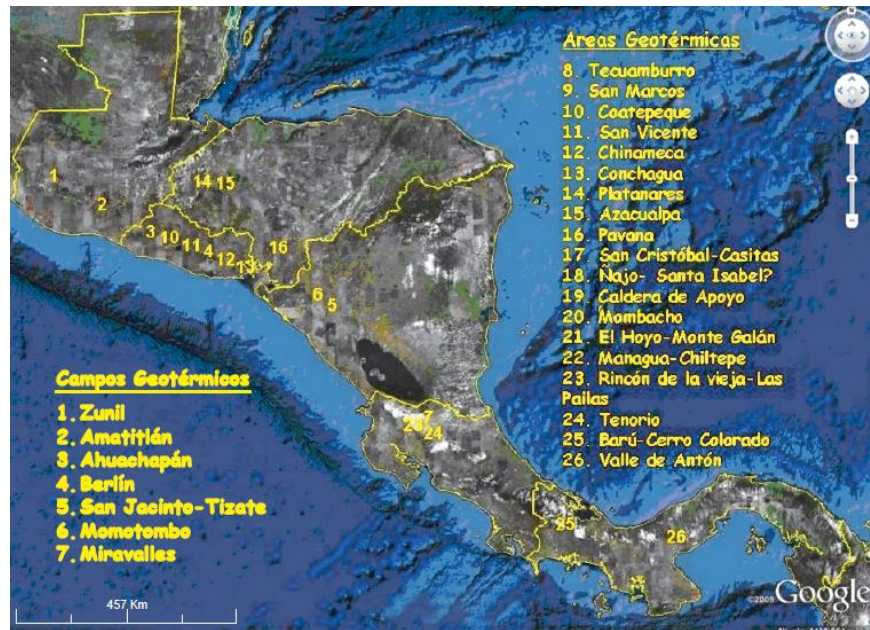 Areas Geotérmicas
8. Tecuamburro
9. San Marcos
10. Coatepeque
11. San Vicente
12. Chinameca
13. Conchagua
14. Platanares
15. Azacualpa
16. Pavana
17. San Cristóbal-Casitas
18. Ñajo- Santa Isabel?
19. Caldera de Apoyo
20. Mombacho
21. El Hoyo-Monte Galán
22. Managua-Chiltepe
23. Rincón de la vieja-Las
Pailas
24. Tenorio
25. Barú-Cerro Colorado
26. Valle de Antón
1
2
14 15
3 10 11 4 12 13
16
6
5
7
23
24
25
26
Campos Geotérmicos
1. Zunil
2. Amatitlán
3. Ahuachapán
4. Berlín
5. San Jacinto-Tizate
6. Momotombo
7. Miravalles
457 Km
©2009 Google